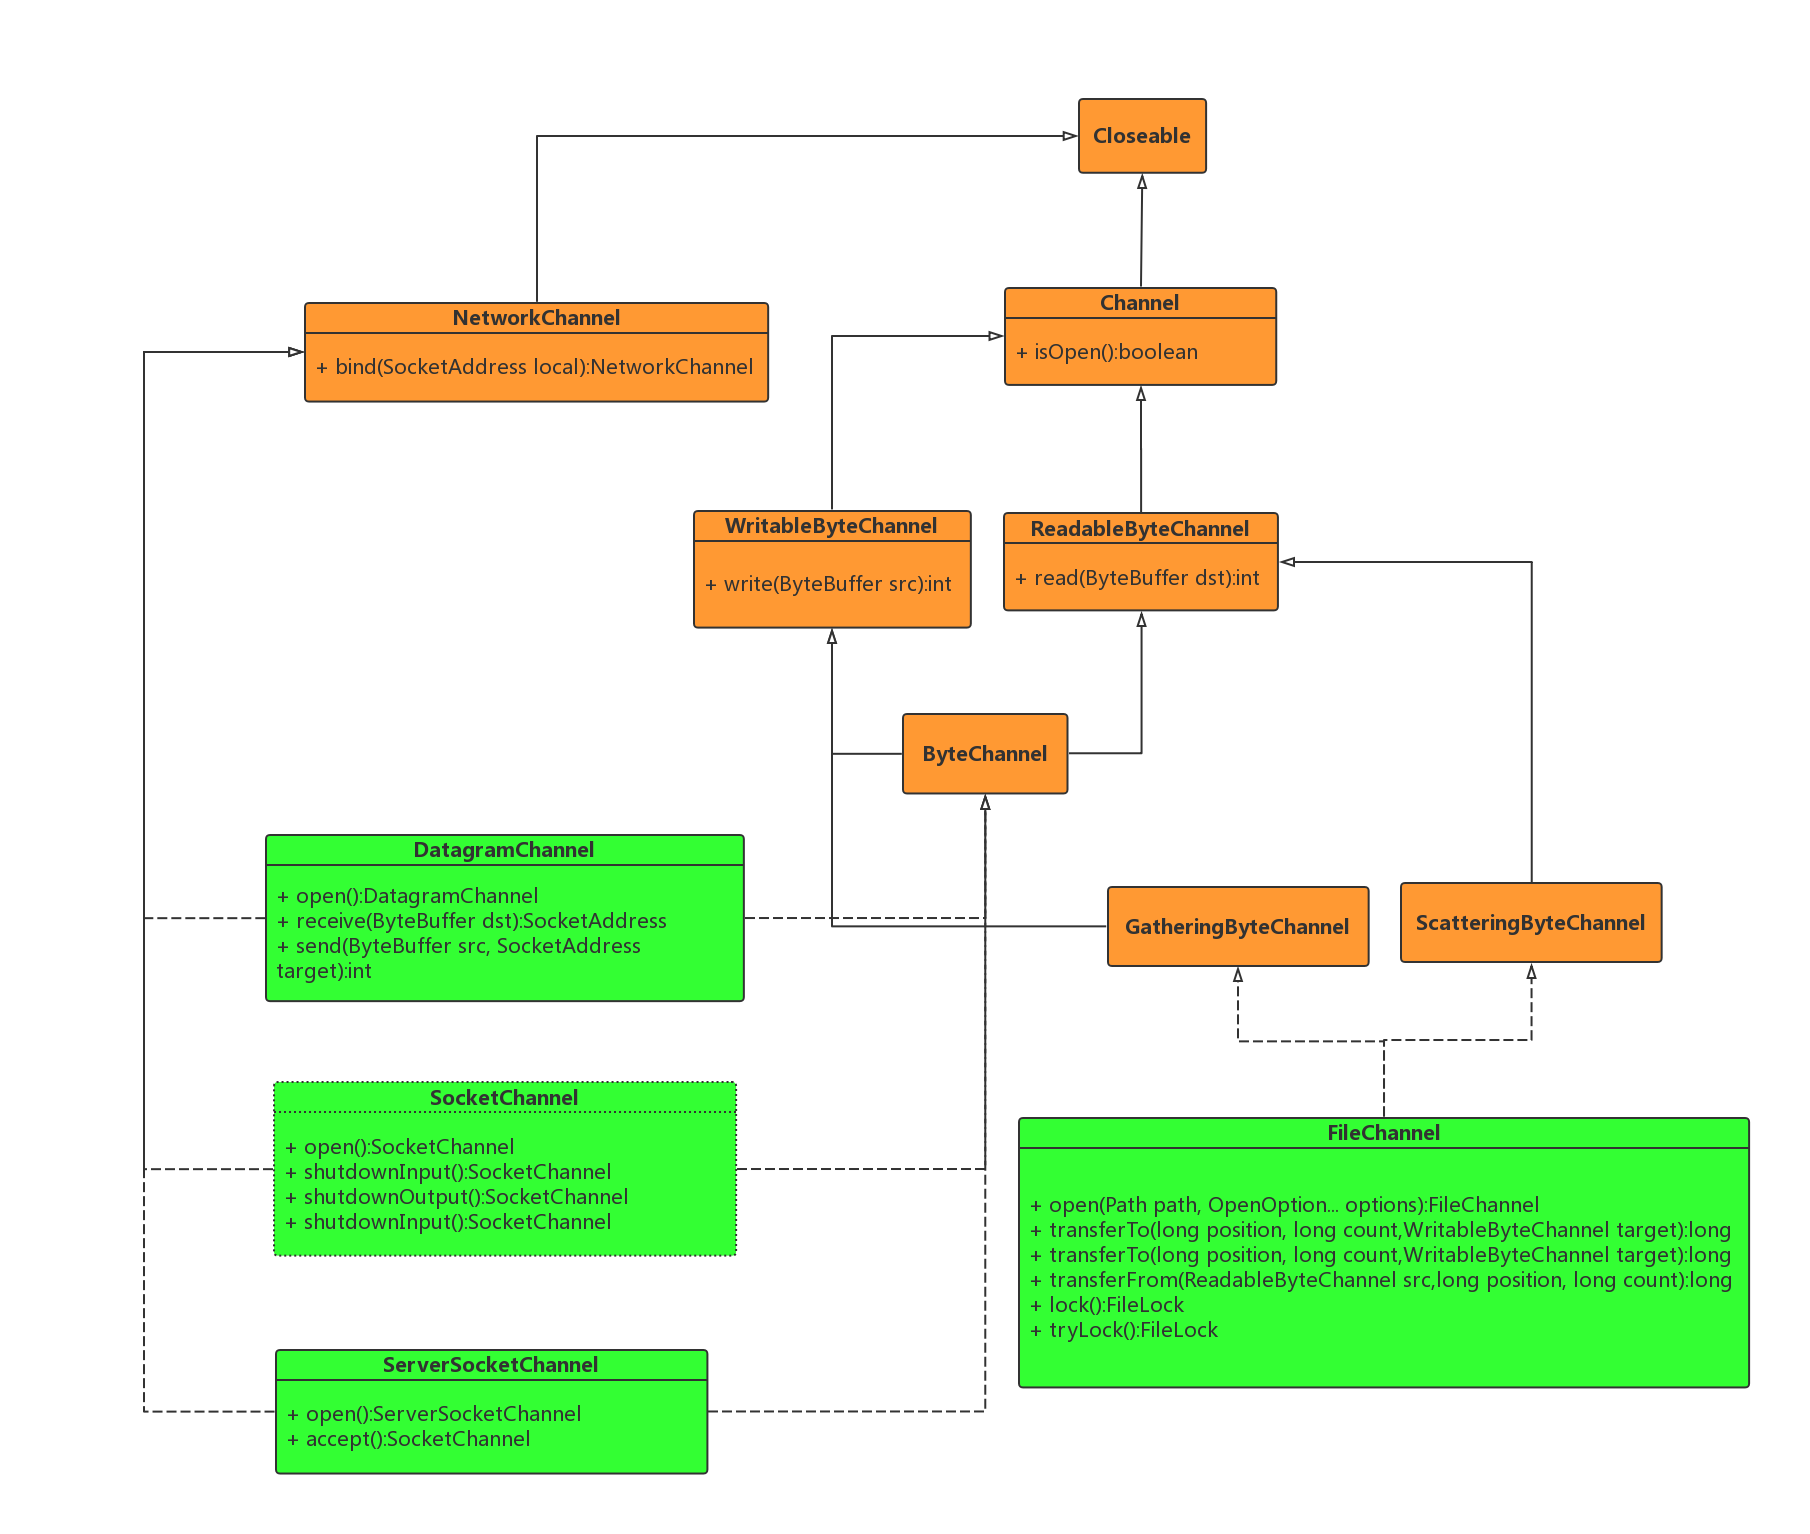 Closeable
NetworkChannel
+ bind(SocketAddress local):NetworkChannel
Channel
+ isOpen():boolean
WritableByteChannel
+ write(ByteBuffer src):int
ReadableByteChannel
+ read(ByteBuffer dst):int
ByteChannel
DatagramChannel
+ open():DatagramChannel
+ receive(ByteBuffer dst):SocketAddress
+ send(ByteBuffer src, SocketAddress
target):int
GatheringByteChannel
ScatteringByteChannel
SocketChannel
+ open():SocketChannel
+ shutdownInput():SocketChannel
+ shutdownOutput():SocketChannel
+ shutdownInput():SocketChannel
FileChannel
+ open(Path path, OpenOption... options):FileChannel
+ transferTo(long position, long count,WritableByteChannel target):long
+ transferTo(long position, long count,WritableByteChannel target):long
+ transferFrom(ReadableByteChannel src,long position, long count):long
+ lock():FileLock
+ tryLock():FileLock
ServerSocketChannel
+ open():ServerSocketChannel
+ accept():SocketChannel